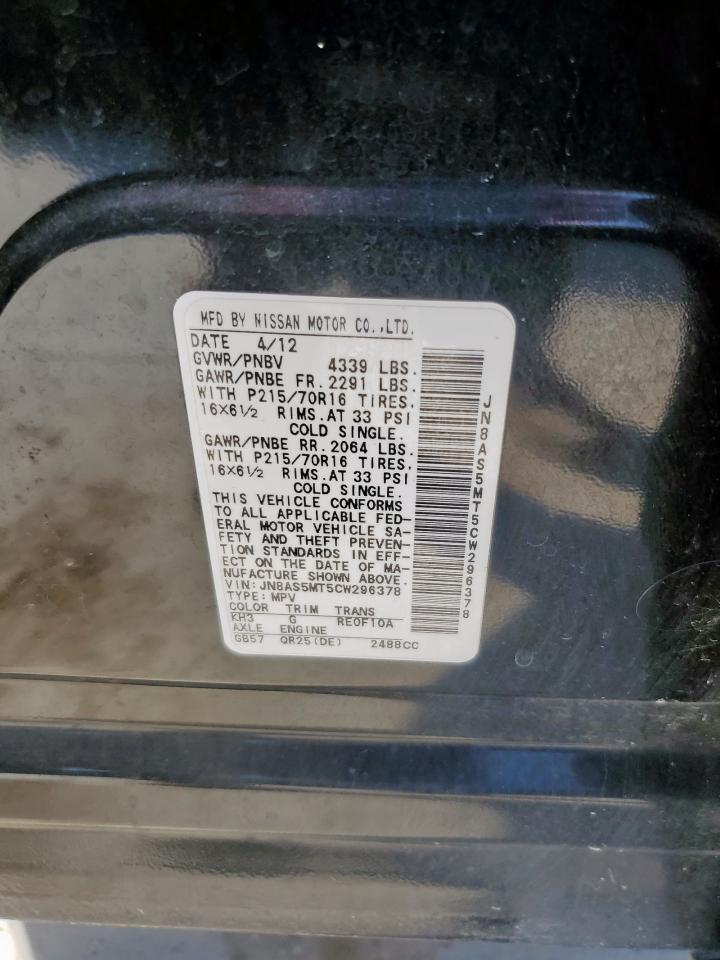 MFD BY NISSAN MOTOR CO.,LTD.
DATE 4/12
GVWR/PNBV 4339 LBS.
GAWR/PNBE FR. 2291 LBS.
WITH P215/70R16 TIRES.
16X6½ RIMS.AT 33 PSI
COLD SINGLE.
GAWR/PNBE RR. 2064 LBS.
WITH P215/70R16 TIRES.
16X6½ RIMS.AT 33 PSI
COLD SINGLE.
THIS VEHICLE CONFORMS
TO ALL APPLICABLE FED-
ERAL MOTOR VEHICLE SA-
FETY AND THEFT PREVEN-
TION STANDARDS IN EFF-
ECT ON THE DATE OF MA-
NUFACTURE SHOWN ABOVE.
VIN: JN8AS5MT5CW296378
TYPE: MPV
COLOR TRIM TRANS
KH3 G RE0F10A
AXLE ENGINE
GB57 QR25(DE) 2488CC
JN8AS5MT5CW296378